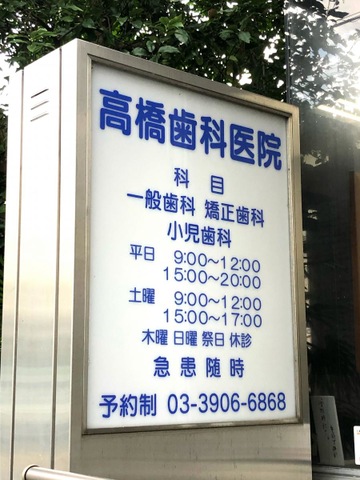 高橋歯科医院
科目
一般歯科 矯正歯科
小児歯科
平日 9:00～12:00
15:00～20:00
土曜 9:00～12:00
15:00～17:00
木曜 日曜 祭日 休診
急患随時
予約制 03-3906-6868